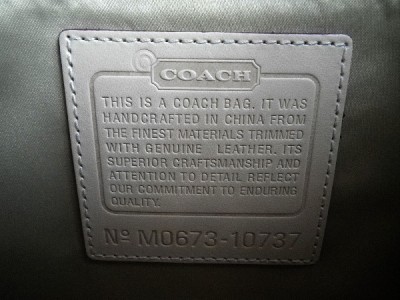 COACH
THIS IS A COACH BAG. IT WAS
HANDCRAFTED IN CHINA FROM
THE FINEST MATERIALS TRIMMED
WITH GENUINE LEATHER. ITS
SUPERIOR CRAFTSMANSHIP AND
ATTENTION TO DETAIL REFLECT
OUR COMMITMENT TO ENDURING
QUALITY.
Nº M0673-10737